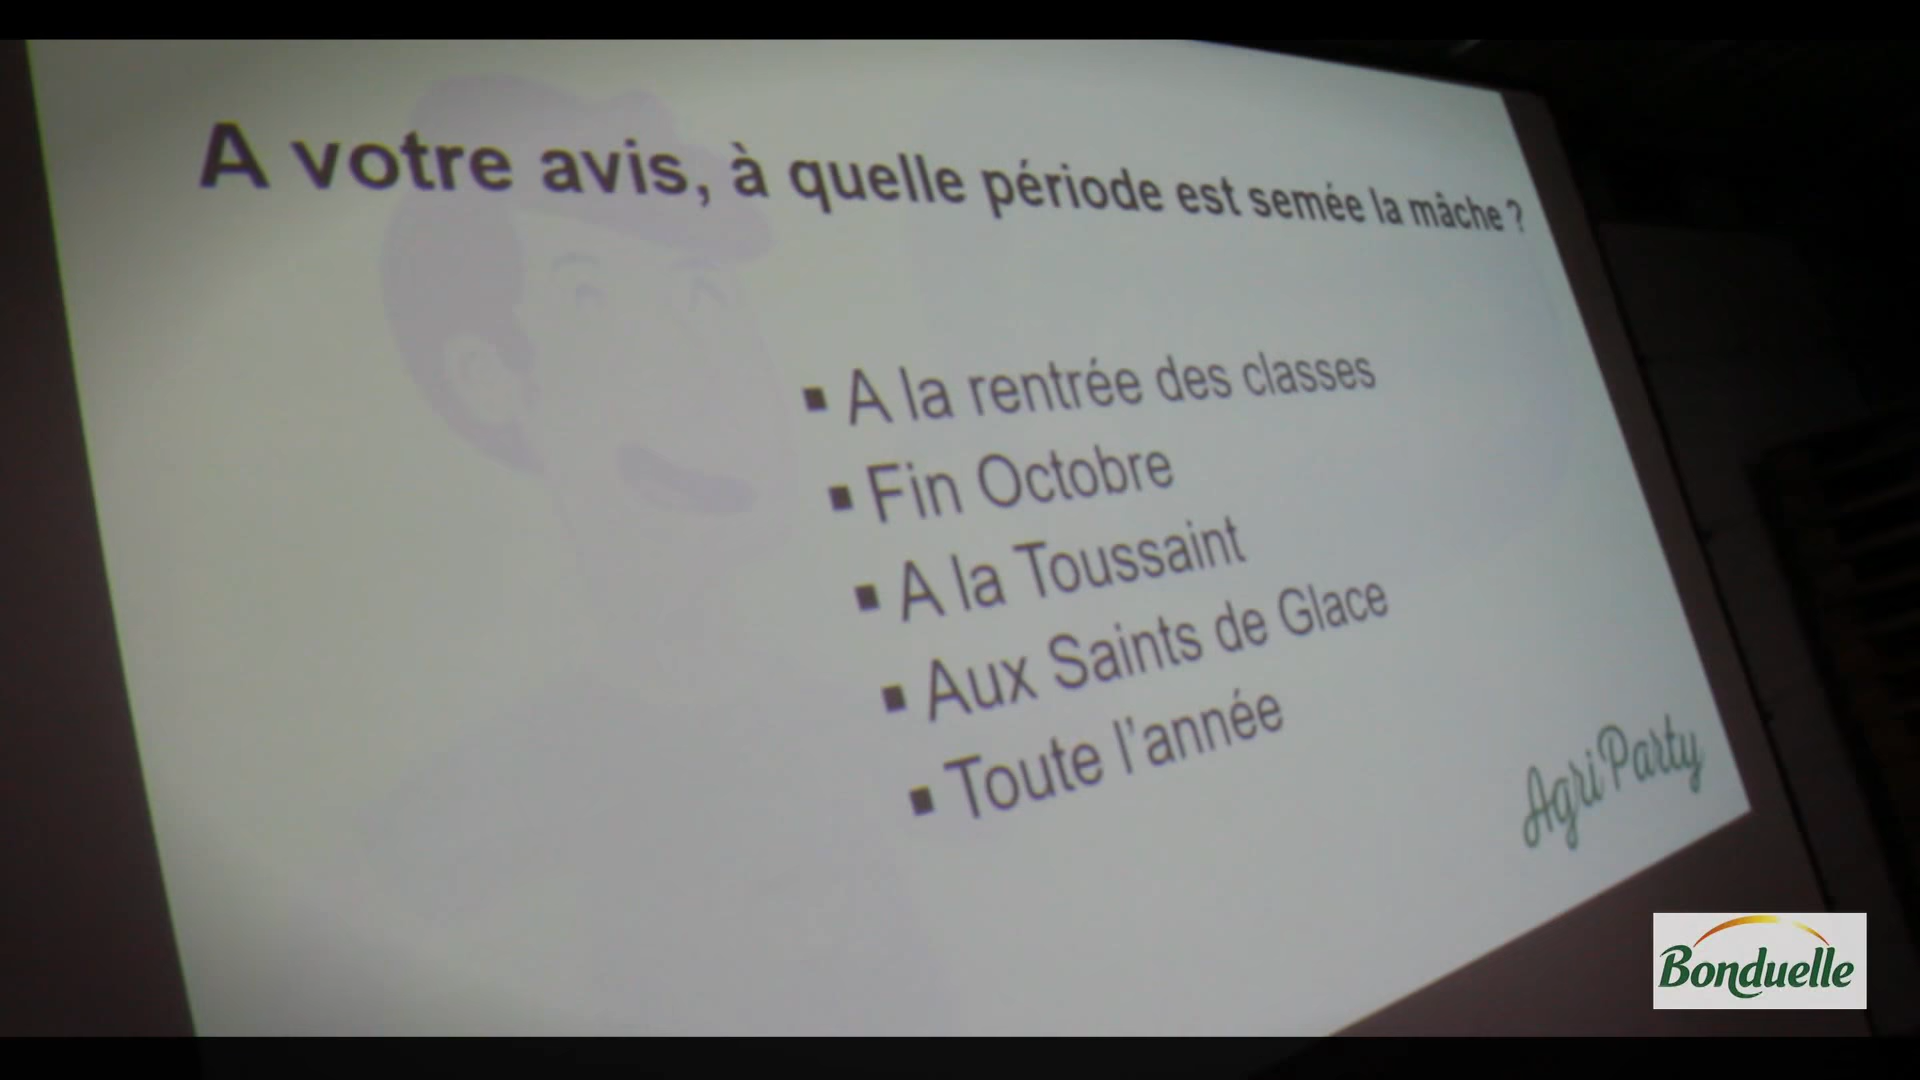 A votre avis, à quelle période est semée la mâche ?
▪ A la rentrée des classes
▪ Fin Octobre
▪ A la Toussaint
▪ Aux Saints de Glace
▪ Toute l'année
AgriParty
Bonduelle